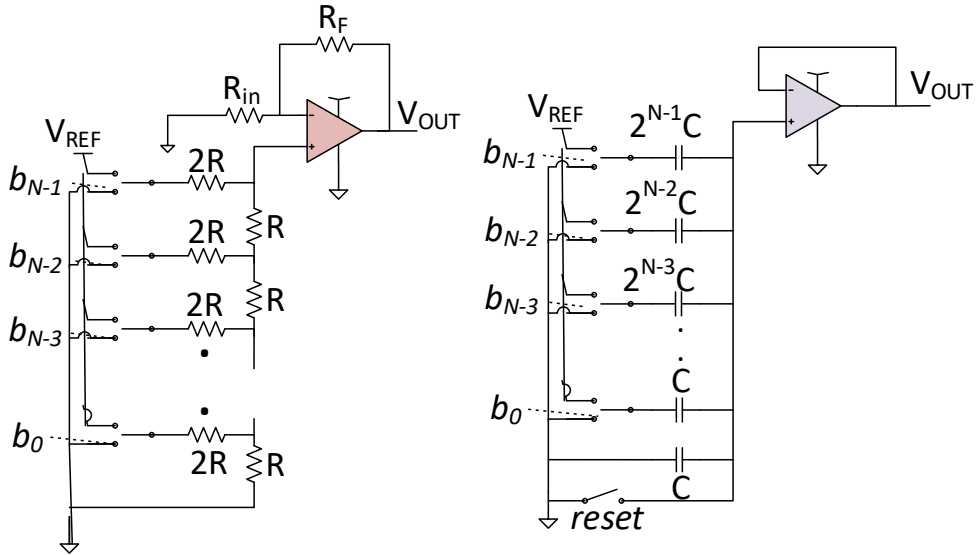 R_F
R_in
V_REF
V_OUT
b_N-1
2R
R
b_N-2
2R
R
b_N-3
2R
b_0
2R
R
V_REF
2^N-1C
V_OUT
b_N-1
2^N-2C
b_N-2
2^N-3C
b_N-3
C
b_0
C
reset